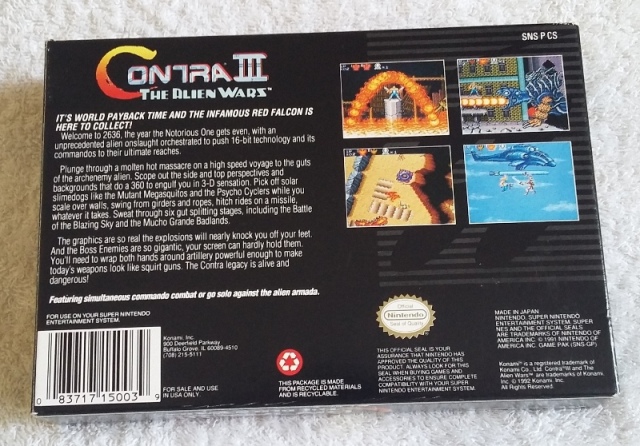 SNS P CS
CONTRA III
THE ALIEN WARS™
IT'S WORLD PAYBACK TIME AND THE INFAMOUS RED FALCON IS
HERE TO COLLECT!
Welcome to 2636, the year the Notorious One gets even, with an
unprecedented alien onslaught orchestrated to push 16-bit technology and its
commandos to their ultimate reaches.
Plunge through a molten hot massacre on a high speed voyage to the guts
of the archenemy alien. Scope out the side and top perspectives and
backgrounds that do a 360 to engulf you in 3-D sensation. Pick off solar
slimedogs like the Mutant Megasquitos and the Psycho Cyclers while you
scale over walls, swing from girders and ropes, hitch rides on a missile,
whatever it takes. Sweat through six gut splitting stages, including the Battle
of the Blazing Sky and the Mucho Grande Badlands.
The graphics are so real the explosions will nearly knock you off your feet.
And the Boss Enemies are so gigantic, your screen can hardly hold them.
You'll need to wrap both hands around artillery powerful enough to make
today's weapons look like squirt guns. The Contra legacy is alive and
dangerous!
Featuring simultaneous commando combat or go solo against the alien armada.
FOR USE ON YOUR SUPER NINTENDO
ENTERTAINMENT SYSTEM.
Konami, Inc.
900 Deerfield Parkway
Buffalo Grove, IL 60089-4510
(708) 215-5111
FOR SALE AND USE
IN USA ONLY.
0 83717 15003 9
THIS PACKAGE IS MADE
FROM RECYCLED MATERIALS
AND IS RECYCLABLE.
Official
Nintendo
Seal of Quality
THIS OFFICIAL SEAL IS YOUR
ASSURANCE THAT NINTENDO HAS
APPROVED THE QUALITY OF THIS
PRODUCT. ALWAYS LOOK FOR THIS
SEAL WHEN BUYING GAMES AND
ACCESSORIES TO ENSURE COMPLETE
COMPATIBILITY WITH YOUR SUPER
NINTENDO ENTERTAINMENT SYSTEM.
MADE IN JAPAN
NINTENDO, SUPER NINTENDO
ENTERTAINMENT SYSTEM, SUPER
NES AND THE OFFICIAL SEALS
ARE TRADEMARKS OF NINTENDO OF
AMERICA INC. © 1991 NINTENDO OF
AMERICA INC. GAME PAK (SNS-GP)
Konami® is a registered trademark of
Konami Co., Ltd. Contra™ III The
Alien Wars™ are trademarks of Konami
Inc. © 1992 Konami Inc.
All Rights Reserved.